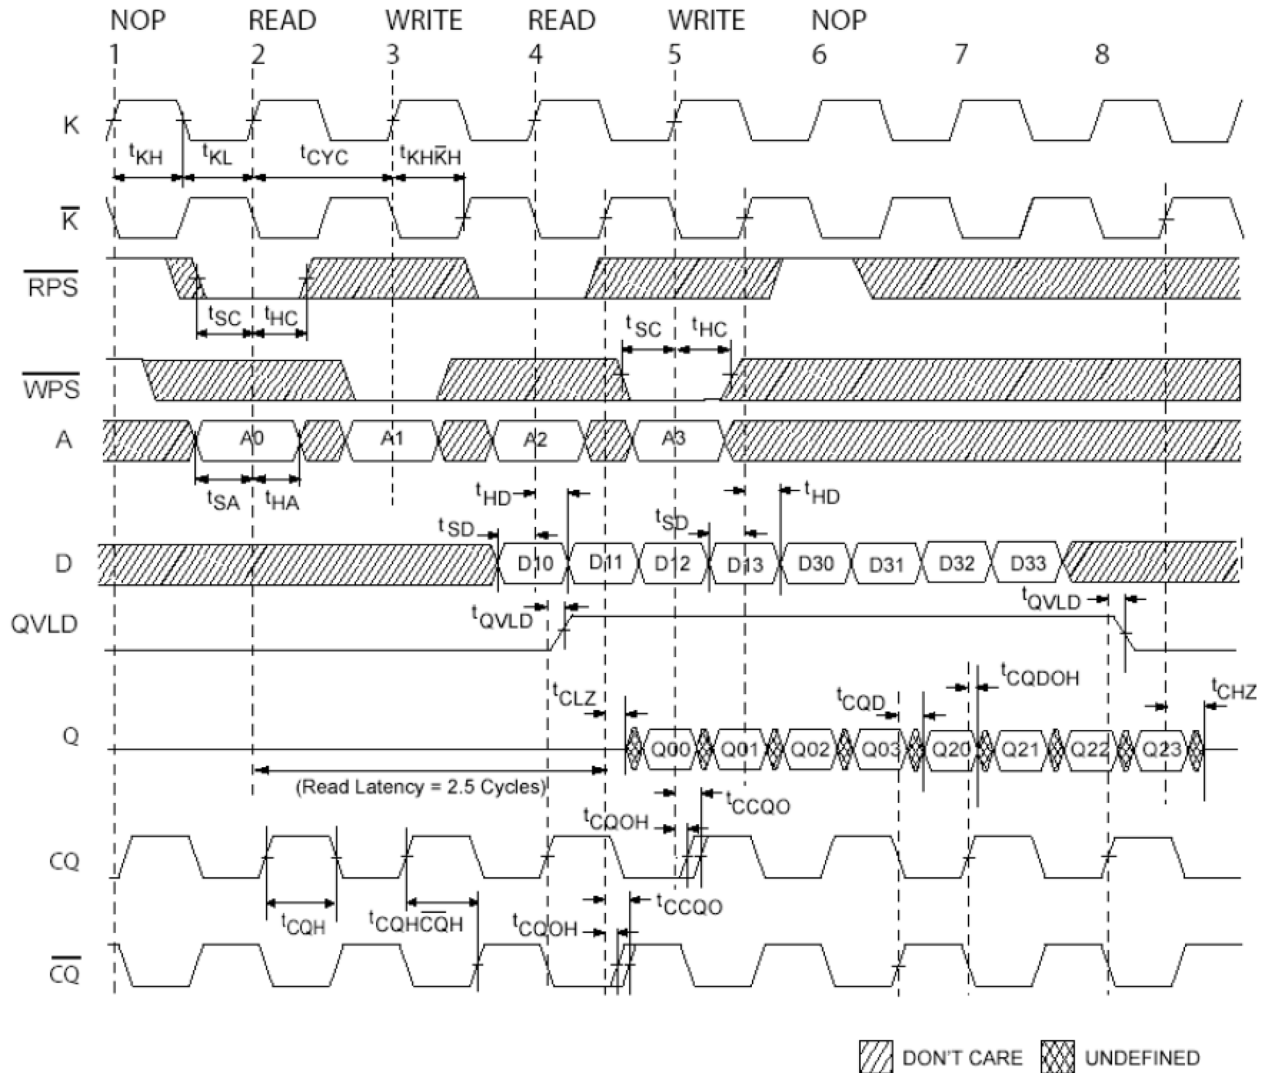 NOP READ WRITE READ WRITE NOP
1 2 3 4 5 6 7 8
K
tKH tKL tCYC tKHK̅H
K̅
R̅P̅S̅
tSC tHC
tSC tHC
W̅P̅S̅
A A0 A1 A2 A3
tSA tHA
tHD tHD
tSD tSD
D D10 D11 D12 D13 D30 D31 D32 D33
tQVLD tQVLD
QVLD
tCLZ tCQD tCQDOH tCHZ
Q Q00 Q01 Q02 Q03 Q20 Q21 Q22 Q23
(Read Latency = 2.5 Cycles)
tCCQO
tCQOH
CQ
tCCQO
tCQH tCQHC̅Q̅H tCQOH
C̅Q̅
DON'T CARE UNDEFINED